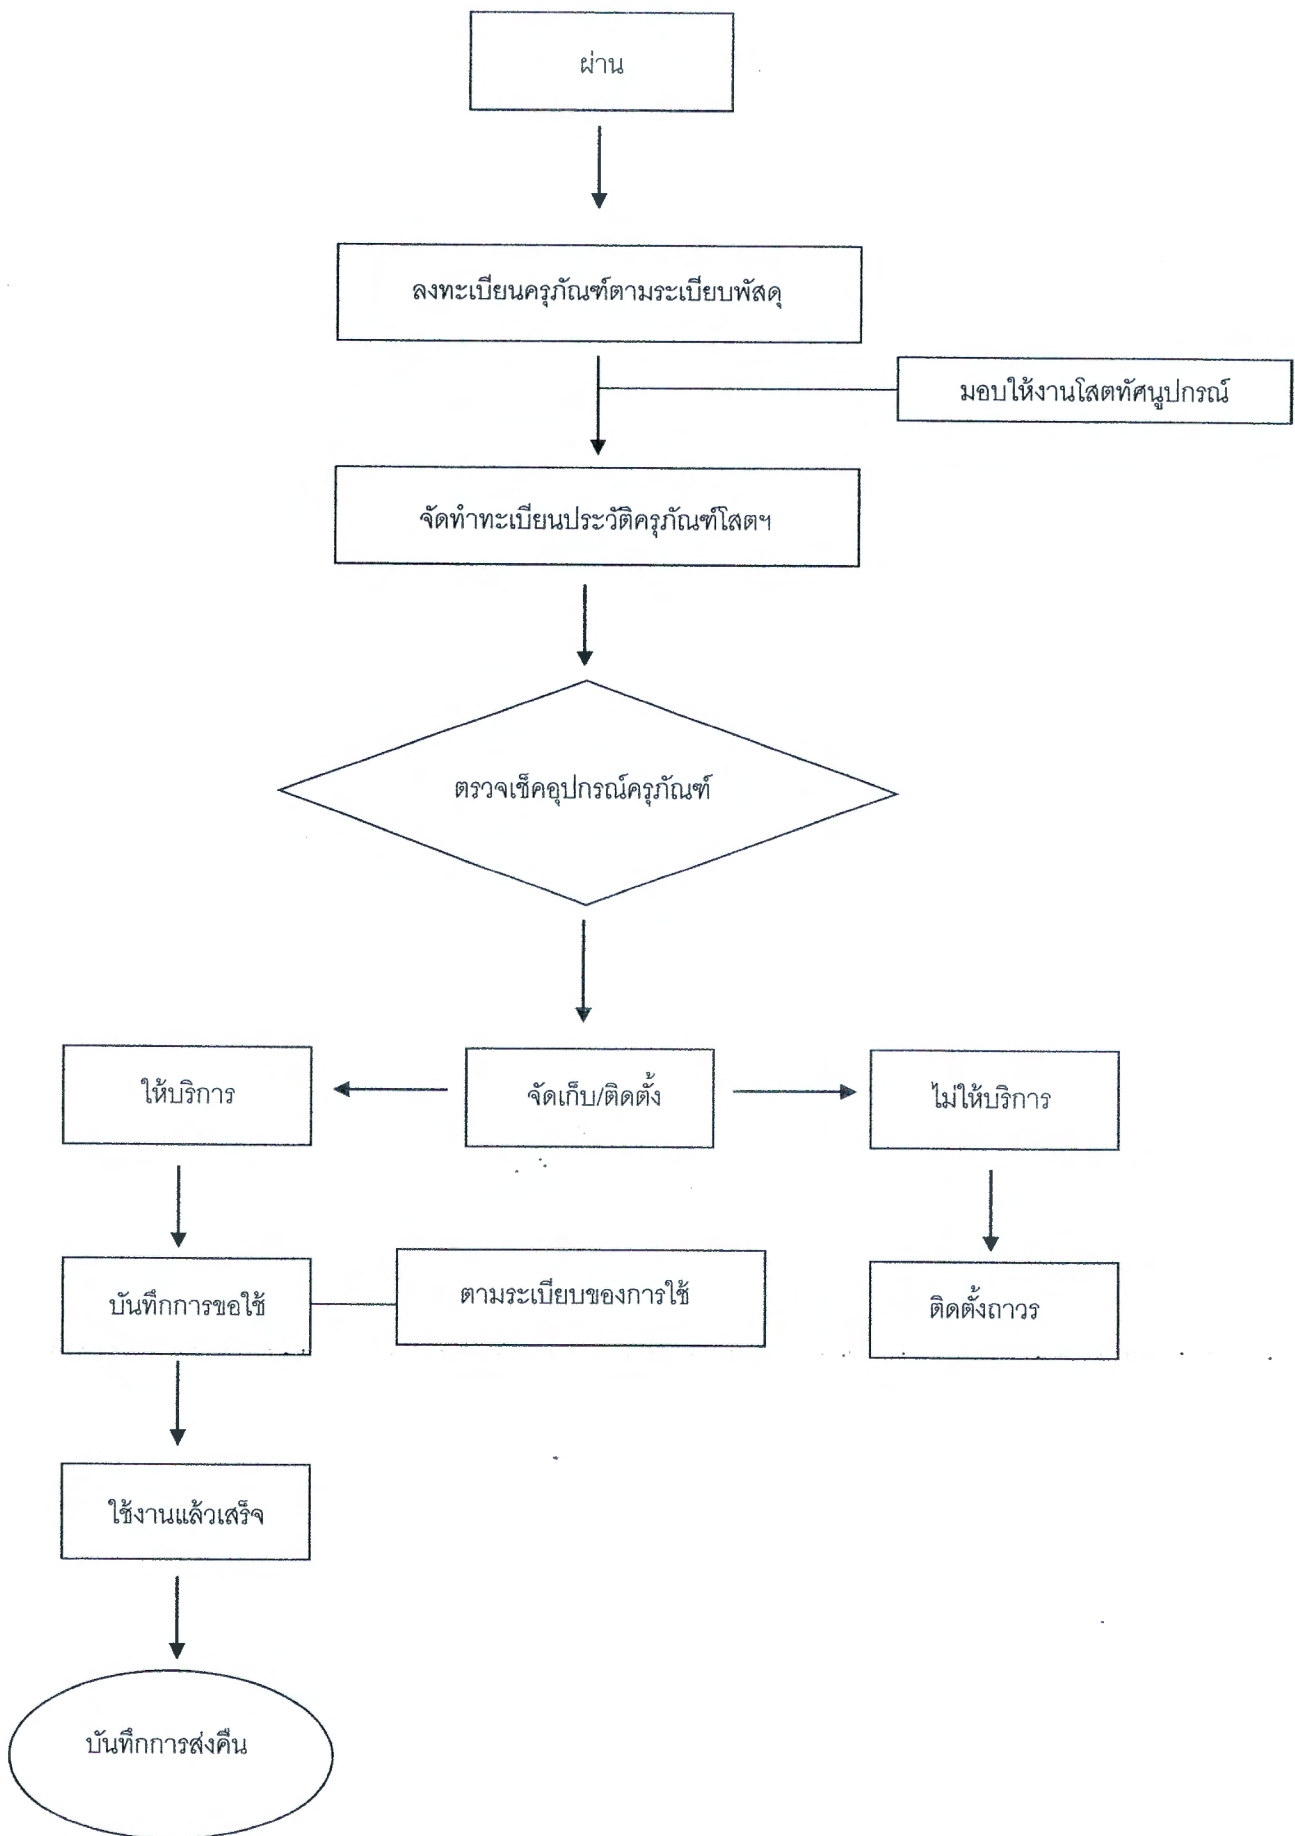 ผ่าน
ลงทะเบียนครุภัณฑ์ตามระเบียบพัสดุ
มอบให้งานโสตทัศนูปกรณ์
จัดทำทะเบียนประวัติครุภัณฑ์โสตฯ
ตรวจเช็คอุปกรณ์ครุภัณฑ์
ให้บริการ
จัดเก็บ/ติดตั้ง
ไม่ให้บริการ
บันทึกการขอใช้
ตามระเบียบของการใช้
ติดตั้งถาวร
ใช้งานแล้วเสร็จ
บันทึกการส่งคืน